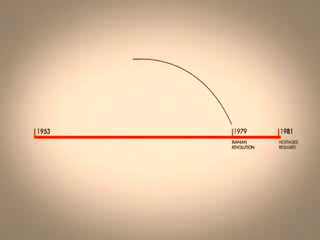 1953
1979
1981
IRANIAN
REVOLUTION
HOSTAGES
RELEASED